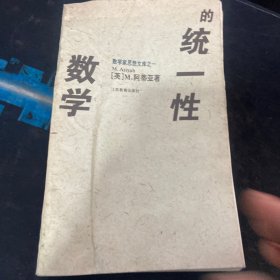 数学
的统一性
数学家思想文库之一
M. Atiyah
[英]M.阿蒂亚著
江苏教育出版社